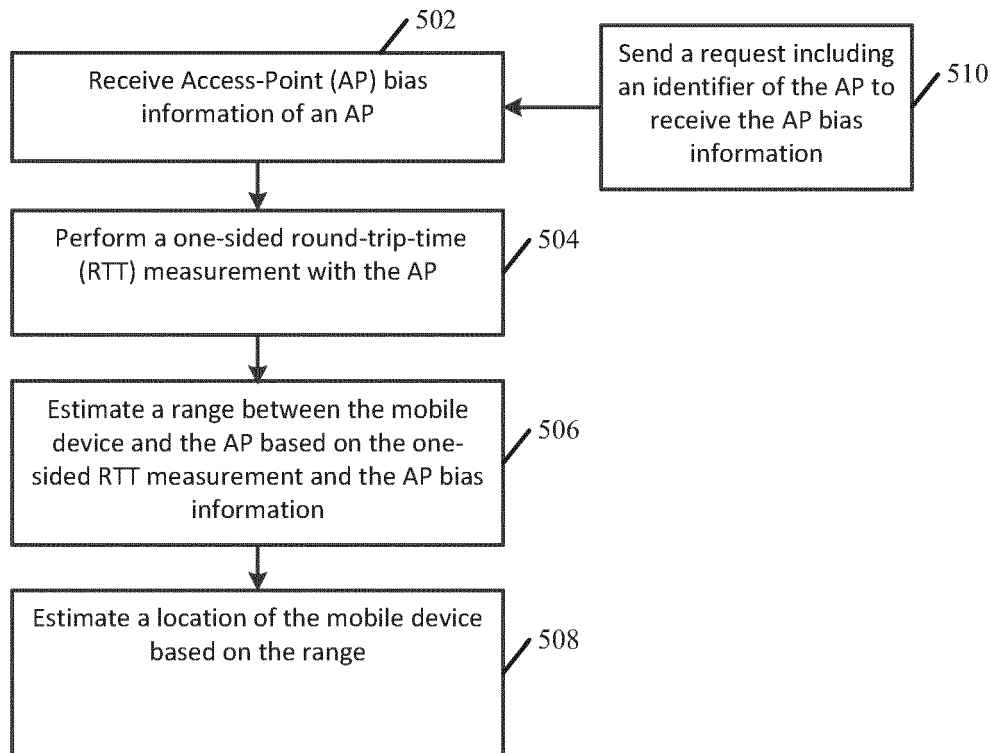 502
Receive Access-Point (AP) bias
information of an AP
Send a request including
an identifier of the AP to
receive the AP bias
information
510
Perform a one-sided round-trip-time
(RTT) measurement with the AP
504
Estimate a range between the mobile
device and the AP based on the one-
sided RTT measurement and the AP bias
information
506
Estimate a location of the mobile device
based on the range
508